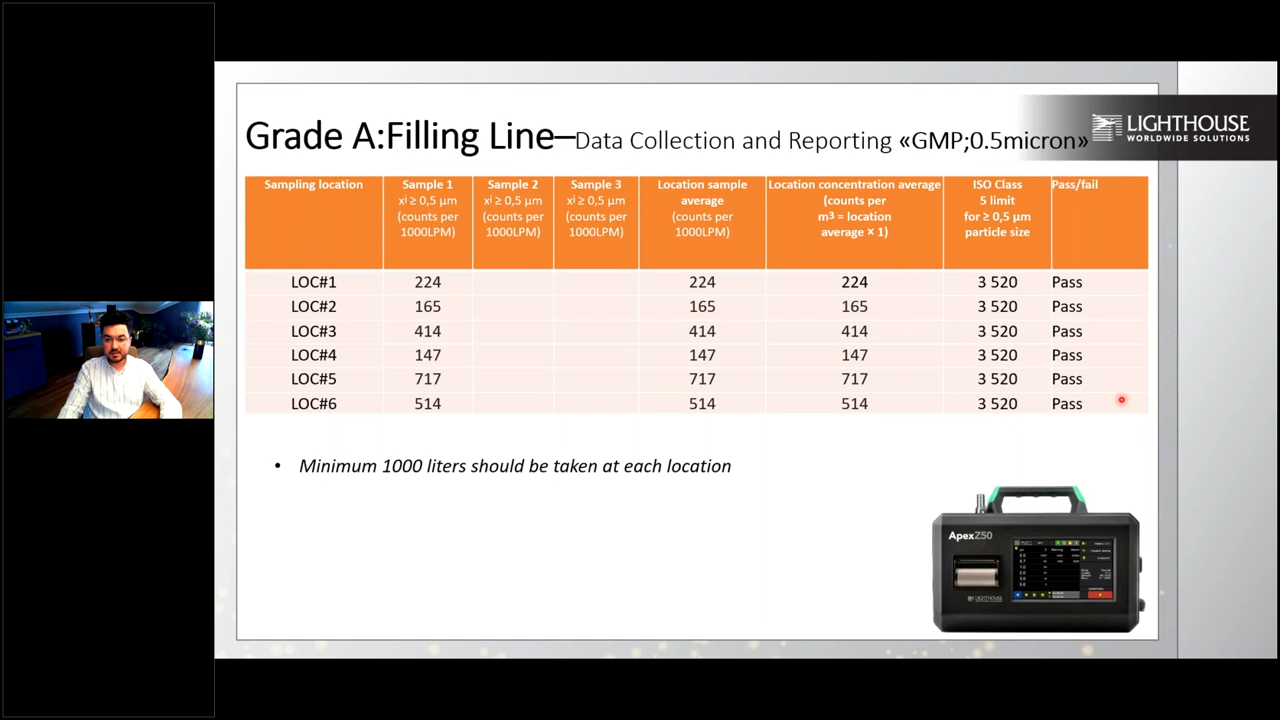 LIGHTHOUSE
WORLDWIDE SOLUTIONS
Grade A:Filling Line–Data Collection and Reporting «GMP;0.5micron»
Sampling location Sample 1 Sample 2 Sample 3 Location sample Location concentration average ISO Class Pass/fail
xⁱ ≥ 0,5 µm xⁱ ≥ 0,5 µm xⁱ ≥ 0,5 µm average (counts per 5 limit
(counts per (counts per (counts per (counts per m³ = location for ≥ 0,5 µm
1000LPM) 1000LPM) 1000LPM) 1000LPM) average × 1) particle size
LOC#1 224 224 224 3 520 Pass
LOC#2 165 165 165 3 520 Pass
LOC#3 414 414 414 3 520 Pass
LOC#4 147 147 147 3 520 Pass
LOC#5 717 717 717 3 520 Pass
LOC#6 514 514 514 3 520 Pass
• Minimum 1000 liters should be taken at each location
ApexZ50
LIGHTHOUSE